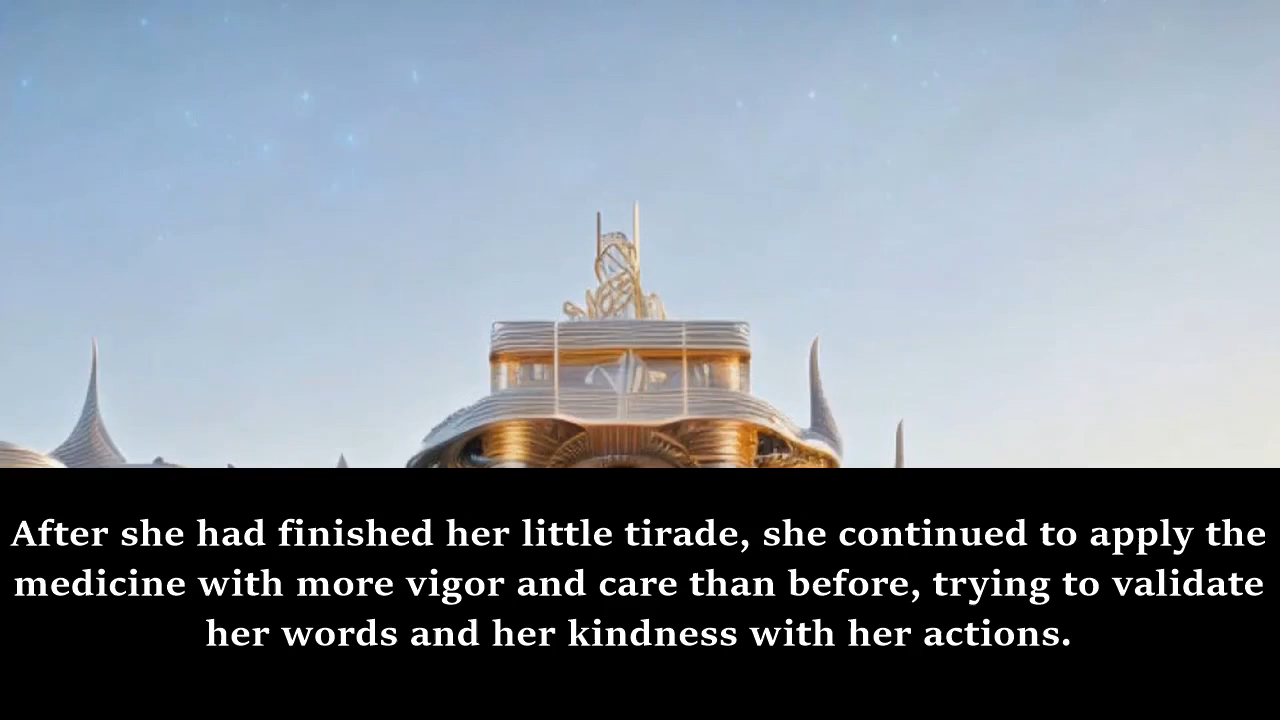 After she had finished her little tirade, she continued to apply the
medicine with more vigor and care than before, trying to validate
her words and her kindness with her actions.